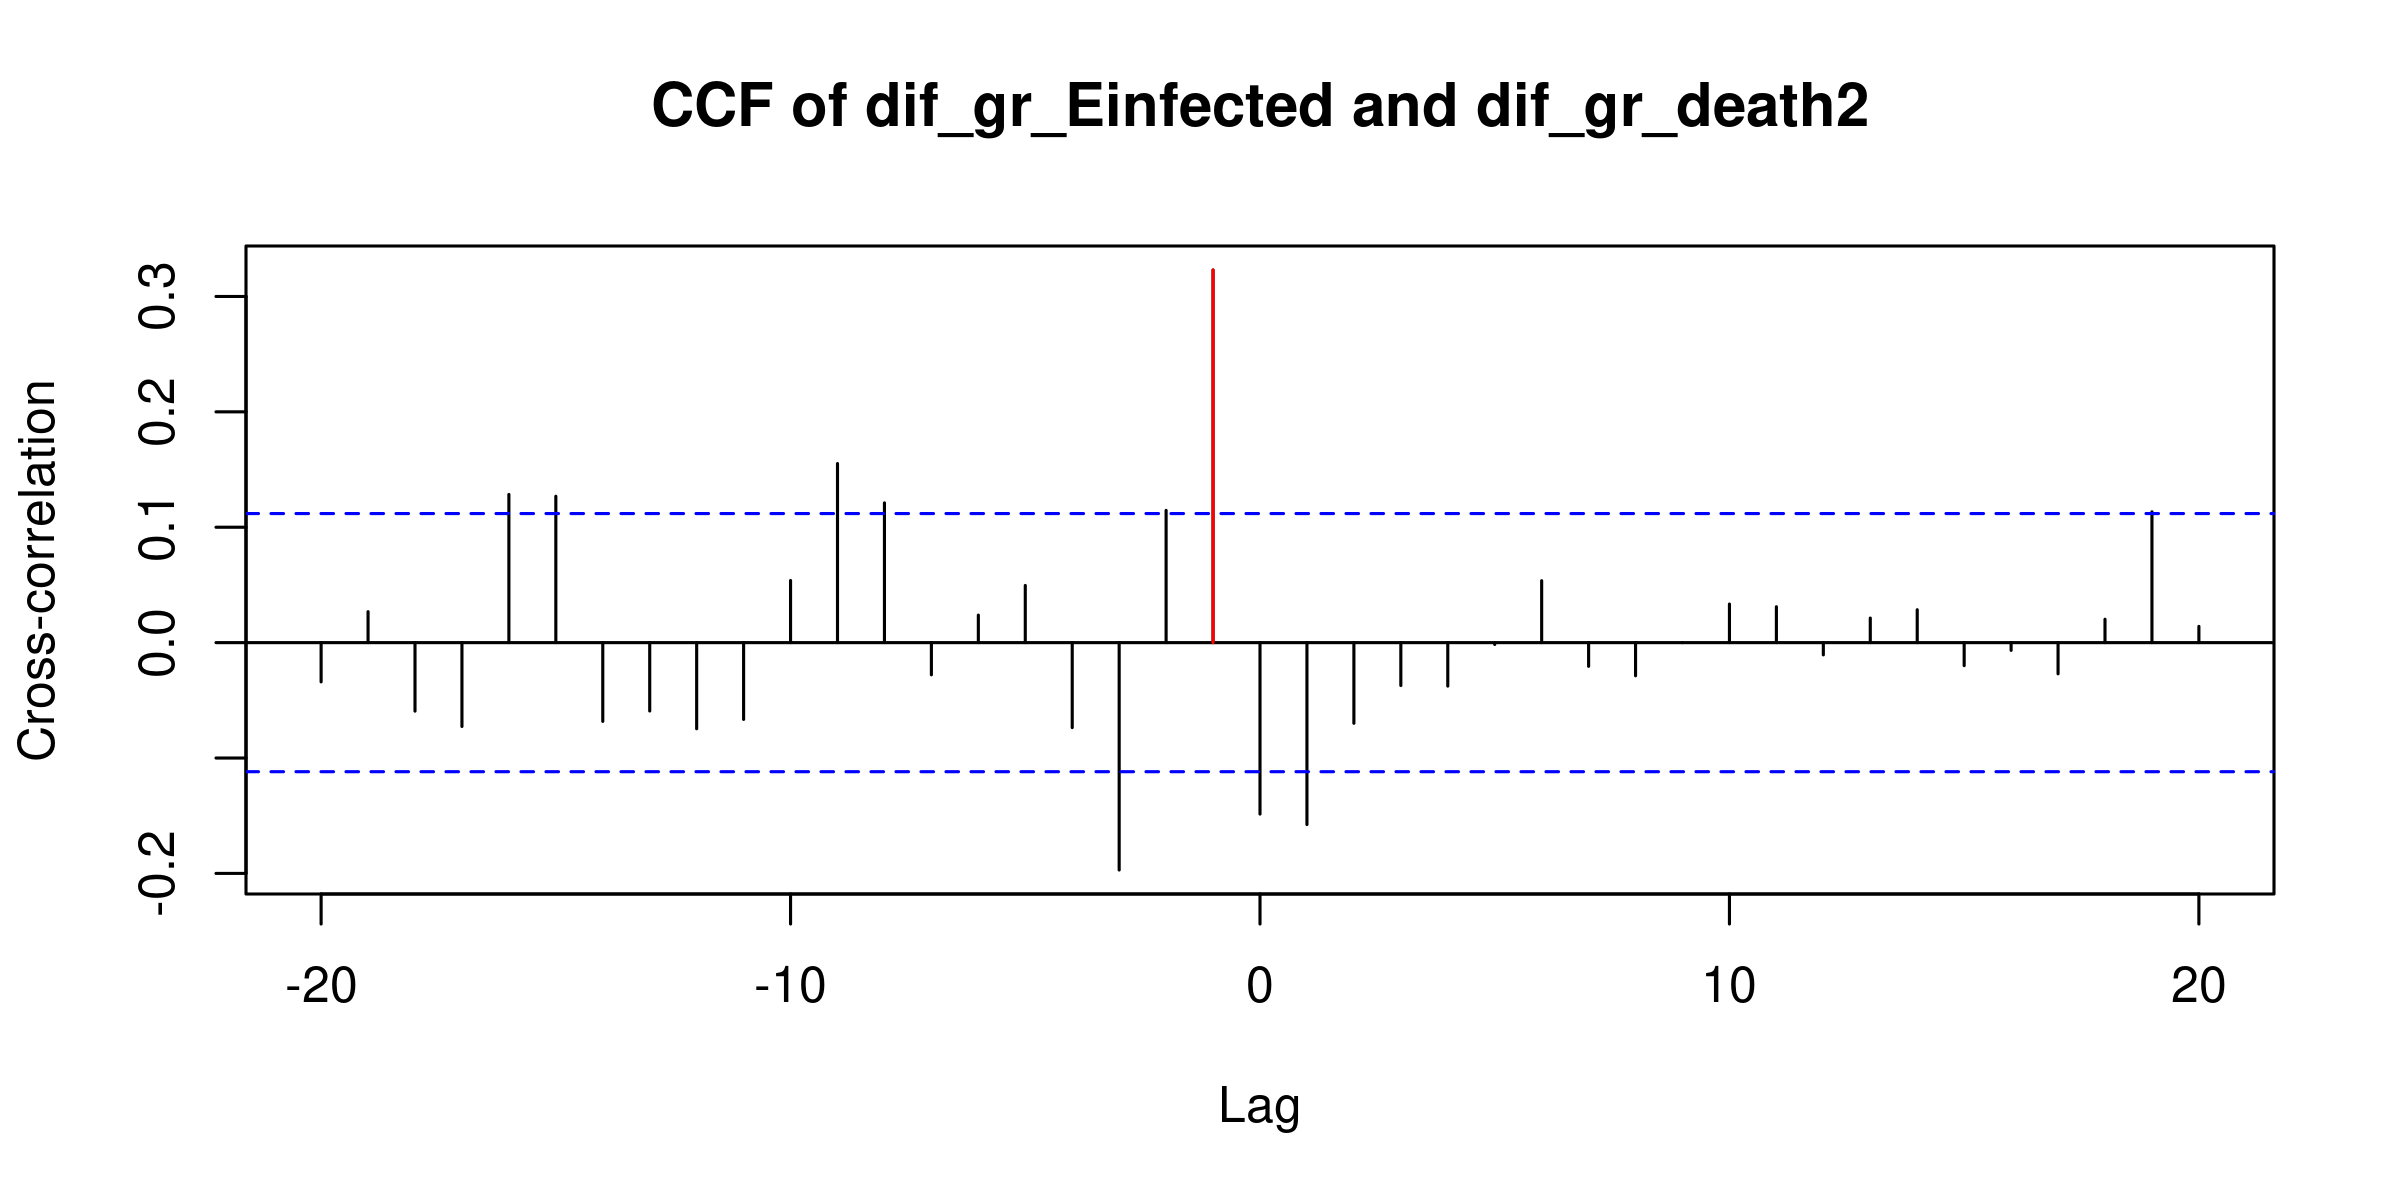 CCF of dif_gr_Einfected and dif_gr_death2
Cross-correlation
0.3
0.2
0.1
0.0
-0.2
-20 -10 0 10 20
Lag